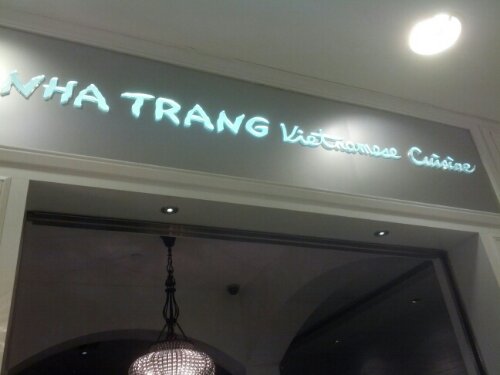 NHA TRANG Vietnamese Cuisine